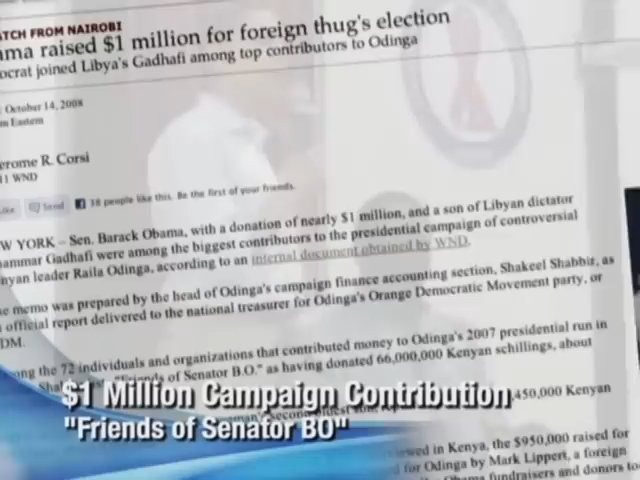 ATCH FROM NAIROBI
ama raised $1 million for foreign thug's election
ocrat joined Libya's Gadhafi among top contributors to Odinga
October 14, 2008
m Eastern
erome R. Corsi
11 WND
Like Send 38 people like this. Be the first of your friends.
W YORK – Sen. Barack Obama, with a donation of nearly $1 million, and a son of Libyan dictator
ammar Gadhafi were among the biggest contributors to the presidential campaign of controversial
nyan leader Raila Odinga, according to an internal document obtained by WND.
e memo was prepared by the head of Odinga's campaign finance accounting section, Shakeel Shabbir, as
official report delivered to the national treasurer for Odinga's Orange Democratic Movement party, or
DM.
ong the 72 individuals and organizations that contributed money to Odinga's 2007 presidential run in
"Friends of Senator B.O." as having donated 66,000,000 Kenyan schillings, about
$1 Million Campaign Contribution
,450,000 Kenyan
"Friends of Senator BO"
ewed in Kenya, the $950,000 raised for
d for Odinga by Mark Lippert, a foreign
fundraisers and donors to